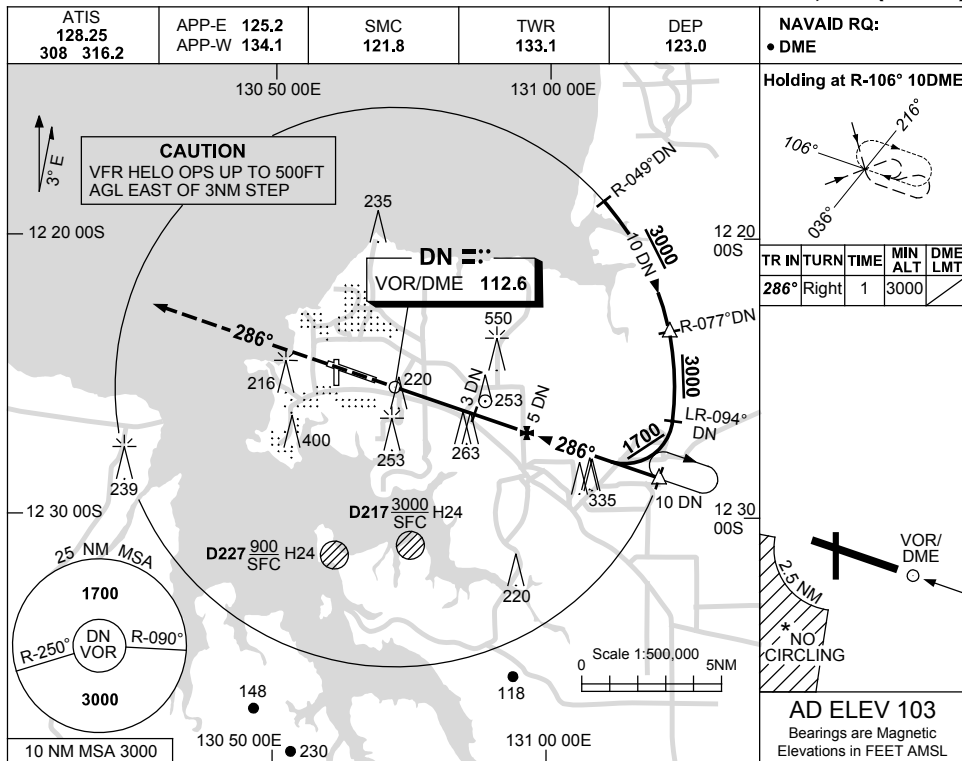 ATIS
128.25
308 316.2
APP-E 125.2
APP-W 134.1
SMC
121.8
TWR
133.1
DEP
123.0
NAVAID RQ:
• DME
130 50 00E
131 00 00E
3° E
CAUTION
VFR HELO OPS UP TO 500FT
AGL EAST OF 3NM STEP
12 20 00S
12 20
00S
235
DN
VOR/DME 112.6
R-049°DN
10 DN
3000
R-077°DN
3000
LR-094°
DN
1700
550
286°
216
220
3 DN
253
5 DN
400
253
263
286°
335
10 DN
239
12 30 00S
12 30
00S
D217 3000
SFC H24
D227 900
SFC H24
220
25 NM MSA
1700
R-250°
DN
VOR
R-090°
3000
10 NM MSA 3000
148
230
118
Scale 1:500,000
0
5NM
130 50 00E
131 00 00E
Holding at R-106° 10DME
106°
216°
036°
TR IN TURN TIME MIN ALT DME LMT
286° Right 1 3000
VOR/
DME
2.5 NM
*NO
CIRCLING
AD ELEV 103
Bearings are Magnetic
Elevations in FEET AMSL